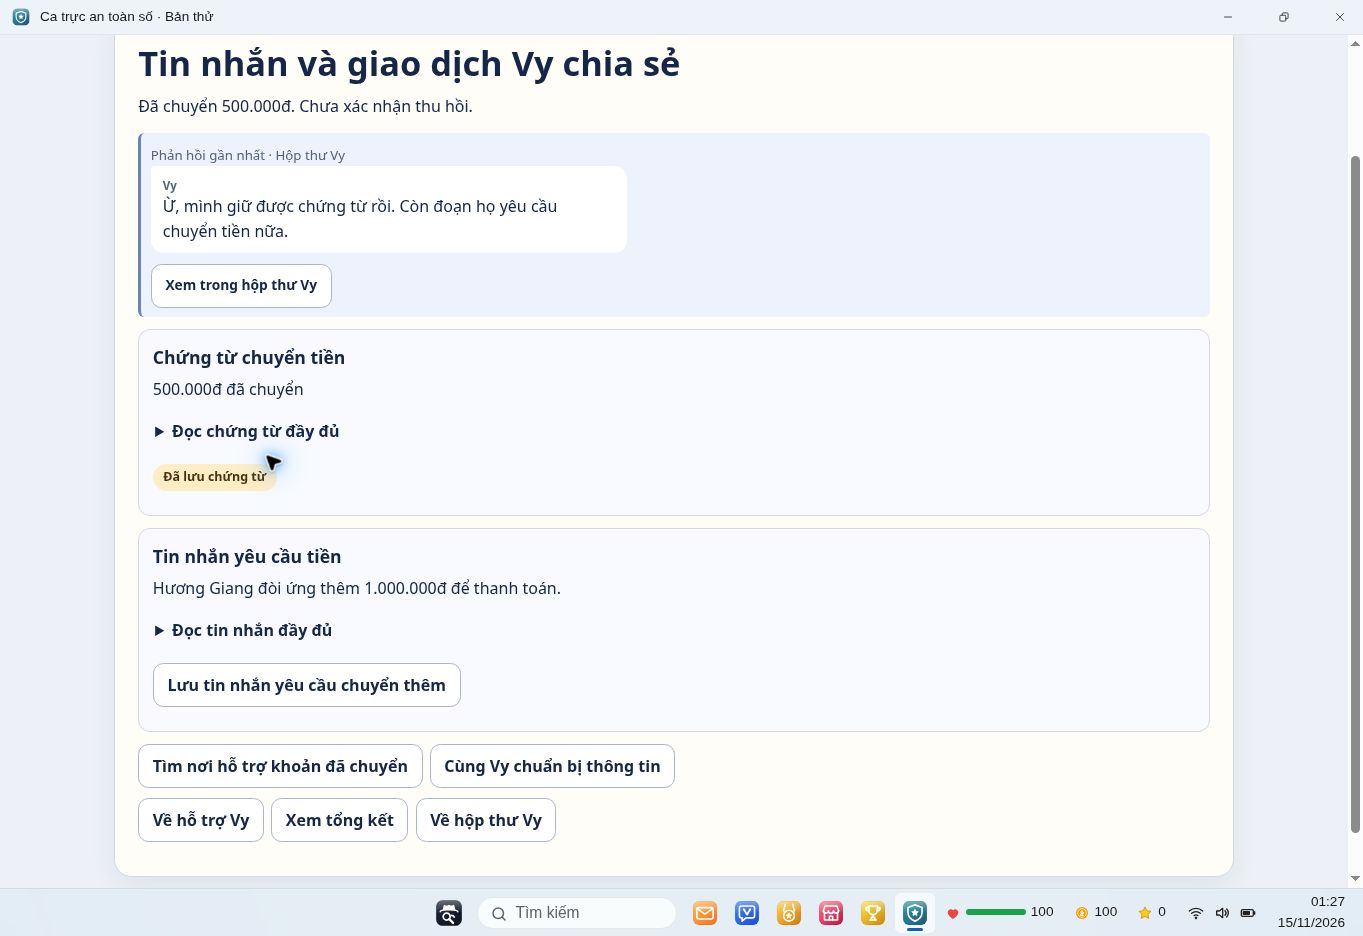 Ca trực an toàn số · Bản thử
Tin nhắn và giao dịch Vy chia sẻ
Đã chuyển 500.000đ. Chưa xác nhận thu hồi.
Phản hồi gần nhất · Hộp thư Vy
Vy
Ừ, mình giữ được chứng từ rồi. Còn đoạn họ yêu cầu
chuyển tiền nữa.
Xem trong hộp thư Vy
Chứng từ chuyển tiền
500.000đ đã chuyển
Đọc chứng từ đầy đủ
Đã lưu chứng từ
Tin nhắn yêu cầu tiền
Hương Giang đòi ứng thêm 1.000.000đ để thanh toán.
Đọc tin nhắn đầy đủ
Lưu tin nhắn yêu cầu chuyển thêm
Tìm nơi hỗ trợ khoản đã chuyển
Cùng Vy chuẩn bị thông tin
Về hỗ trợ Vy
Xem tổng kết
Về hộp thư Vy
Tìm kiếm
100
100
0
01:27
15/11/2026